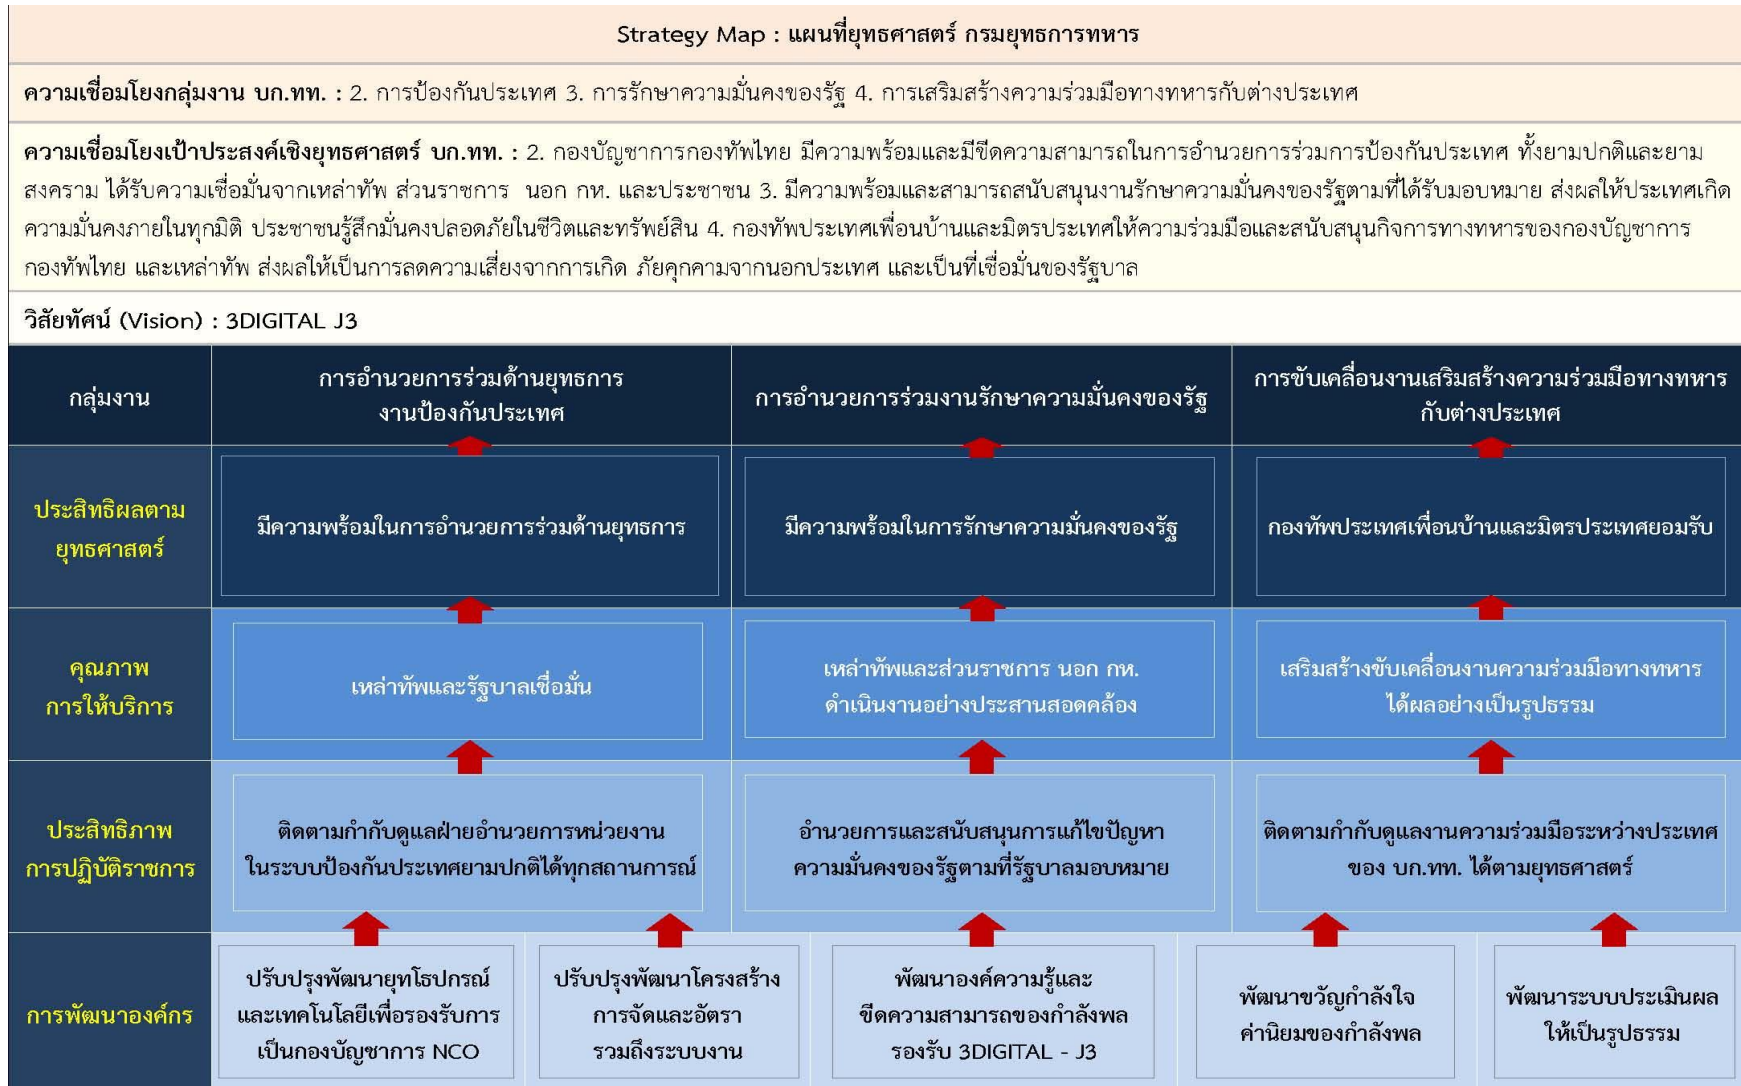 Strategy Map : แผนที่ยุทธศาสตร์ กรมยุทธการทหาร
ความเชื่อมโยงกลุ่มงาน บก.ทท. : 2. การป้องกันประเทศ 3. การรักษาความมั่นคงของรัฐ 4. การเสริมสร้างความร่วมมือทางทหารกับต่างประเทศ
ความเชื่อมโยงเป้าประสงค์เชิงยุทธศาสตร์ บก.ทท. : 2. กองบัญชาการกองทัพไทย มีความพร้อมและมีขีดความสามารถในการอำนวยการร่วมการป้องกันประเทศ ทั้งยามปกติและยาม
สงคราม ได้รับความเชื่อมั่นจากเหล่าทัพ ส่วนราชการ นอก กห. และประชาชน 3. มีความพร้อมและสามารถสนับสนุนงานรักษาความมั่นคงของรัฐตามที่ได้รับมอบหมาย ส่งผลให้ประเทศเกิด
ความมั่นคงภายในทุกมิติ ประชาชนรู้สึกมั่นคงปลอดภัยในชีวิตและทรัพย์สิน 4. กองทัพประเทศเพื่อนบ้านและมิตรประเทศให้ความร่วมมือและสนับสนุนกิจการทางทหารของกองบัญชาการ
กองทัพไทย และเหล่าทัพ ส่งผลให้เป็นการลดความเสี่ยงจากการเกิด ภัยคุกคามจากนอกประเทศ และเป็นที่เชื่อมั่นของรัฐบาล
วิสัยทัศน์ (Vision) : 3DIGITAL J3
กลุ่มงาน
การอำนวยการร่วมด้านยุทธการ
งานป้องกันประเทศ
การอำนวยการร่วมงานรักษาความมั่นคงของรัฐ
การขับเคลื่อนงานเสริมสร้างความร่วมมือทางทหาร
กับต่างประเทศ
ประสิทธิผลตาม
ยุทธศาสตร์
มีความพร้อมในการอำนวยการร่วมด้านยุทธการ
มีความพร้อมในการรักษาความมั่นคงของรัฐ
กองทัพประเทศเพื่อนบ้านและมิตรประเทศยอมรับ
คุณภาพ
การให้บริการ
เหล่าทัพและรัฐบาลเชื่อมั่น
เหล่าทัพและส่วนราชการ นอก กห.
ดำเนินงานอย่างประสานสอดคล้อง
เสริมสร้างขับเคลื่อนงานความร่วมมือทางทหาร
ได้ผลอย่างเป็นรูปธรรม
ประสิทธิภาพ
การปฏิบัติราชการ
ติดตามกำกับดูแลฝ่ายอำนวยการหน่วยงาน
ในระบบป้องกันประเทศยามปกติได้ทุกสถานการณ์
อำนวยการและสนับสนุนการแก้ไขปัญหา
ความมั่นคงของรัฐตามที่รัฐบาลมอบหมาย
ติดตามกำกับดูแลงานความร่วมมือระหว่างประเทศ
ของ บก.ทท. ได้ตามยุทธศาสตร์
การพัฒนาองค์กร
ปรับปรุงพัฒนายุทโธปกรณ์
และเทคโนโลยีเพื่อรองรับการ
เป็นกองบัญชาการ NCO
ปรับปรุงพัฒนาโครงสร้าง
การจัดและอัตรา
รวมถึงระบบงาน
พัฒนาองค์ความรู้และ
ขีดความสามารถของกำลังพล
รองรับ 3DIGITAL - J3
พัฒนาขวัญกำลังใจ
ค่านิยมของกำลังพล
พัฒนาระบบประเมินผล
ให้เป็นรูปธรรม